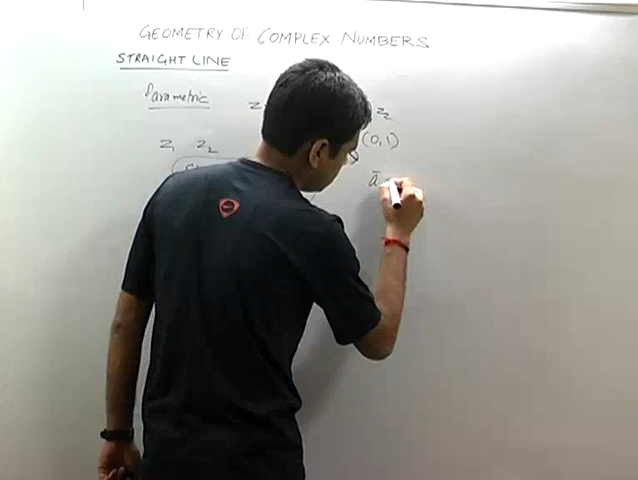 GEOMETRY OF COMPLEX NUMBERS
STRAIGHT LINE
Parametric
z z₂
z₁ z₂ (0,1)
ā